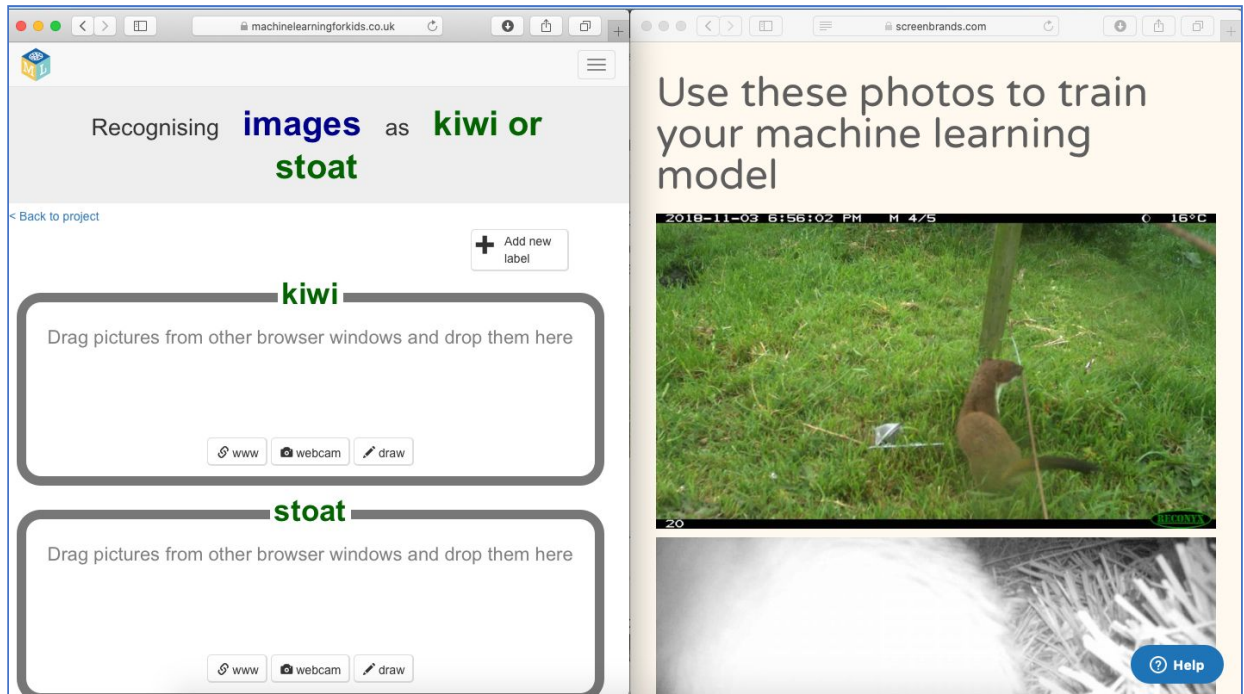 machinelearningforkids.co.uk
ML
Recognising images as kiwi or
stoat
< Back to project
Add new
label
kiwi
Drag pictures from other browser windows and drop them here
www
webcam
draw
stoat
Drag pictures from other browser windows and drop them here
www
webcam
draw
screenbrands.com
Use these photos to train
your machine learning
model
2018-11-03 6:56:02 PM M 4/5 16°C
20 RECONYX
Help